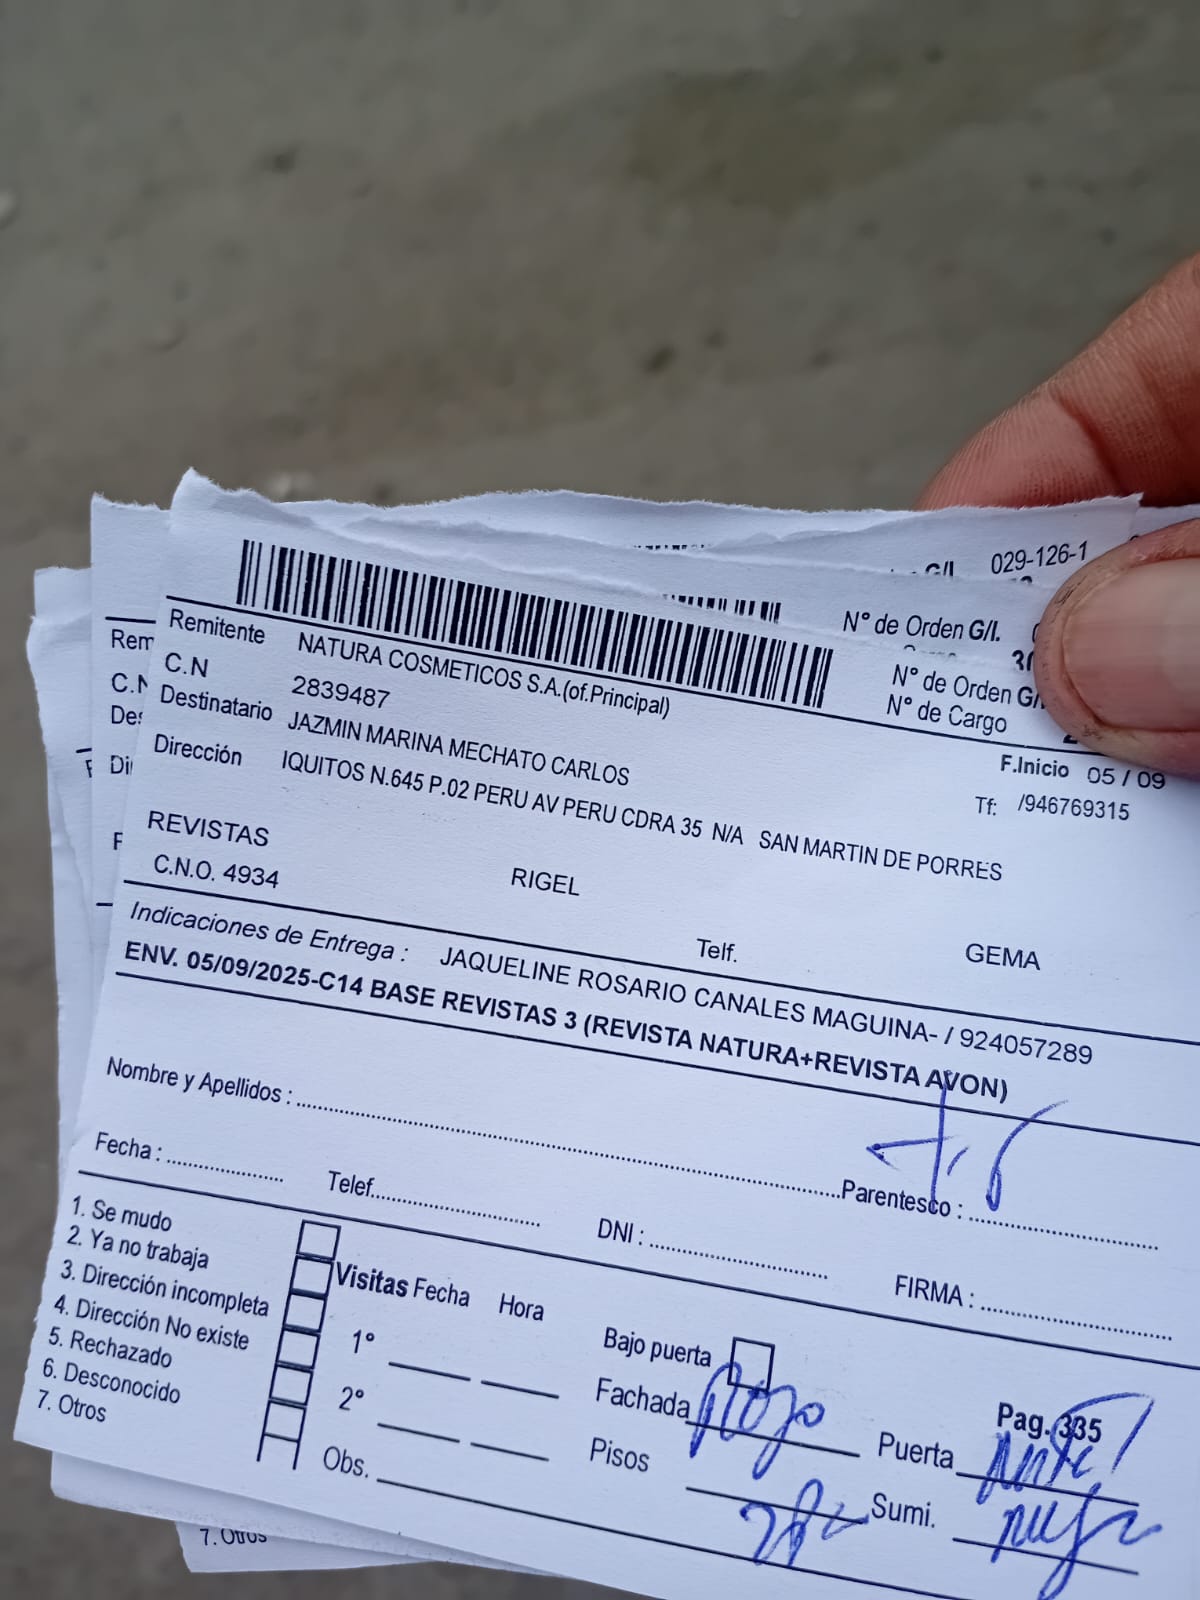 029-126-1
G/I.
N° de Orden G/I.
N° de Orden G/
N° de Cargo
Remitente NATURA COSMETICOS S.A.(of.Principal)
C.N 2839487
Destinatario JAZMIN MARINA MECHATO CARLOS
F.Inicio 05 / 09
Dirección IQUITOS N.645 P.02 PERU AV PERU CDRA 35 N/A SAN MARTIN DE PORRES
Tf: /946769315
REVISTAS
C.N.O. 4934 RIGEL Telf. GEMA
Indicaciones de Entrega : JAQUELINE ROSARIO CANALES MAGUINA- / 924057289
ENV. 05/09/2025-C14 BASE REVISTAS 3 (REVISTA NATURA+REVISTA AVON)
Nombre y Apellidos : Parentesco :
Fecha : Telef. DNI : FIRMA :
1. Se mudo
2. Ya no trabaja
3. Dirección incompleta
4. Dirección No existe
5. Rechazado
6. Desconocido
7. Otros
Visitas Fecha Hora
1°
2°
Obs.
Bajo puerta
Pag. 335
Fachada Rojo Puerta
Pisos Sumi.
Rem
C.N
Des
Di
7. Otros